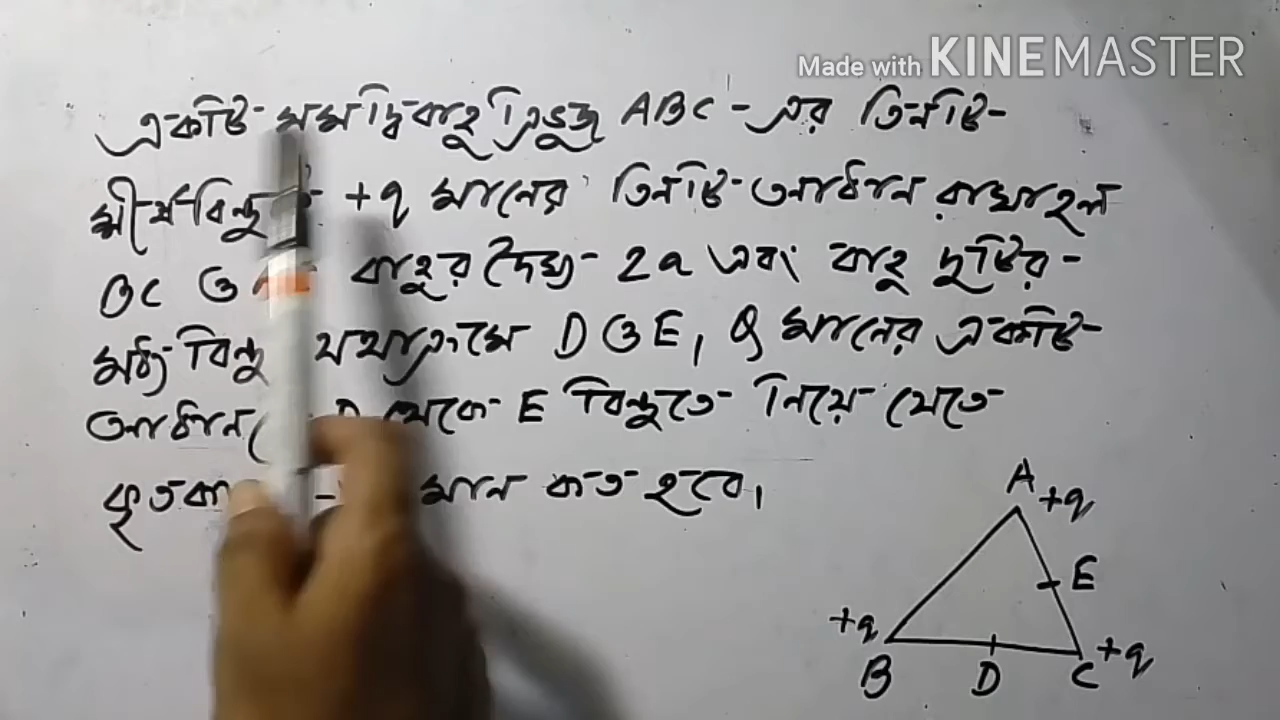 Made with KINEMASTER
একটি সমদ্বিবাহু ত্রিভুজ ABC-এর তিনটি
শীর্ষবিন্দু +q মানের তিনটি আধান রাখা হল
BC ও বাহুর দৈর্ঘ্য 2a এবং বাহু দুটির
মধ্য বিন্দু যথাক্রমে D ও E, Q মানের একটি
থেকে E বিন্দুতে নিয়ে যেতে
মান কত হবে।
A
+q
E
+q
B
D
C
+q